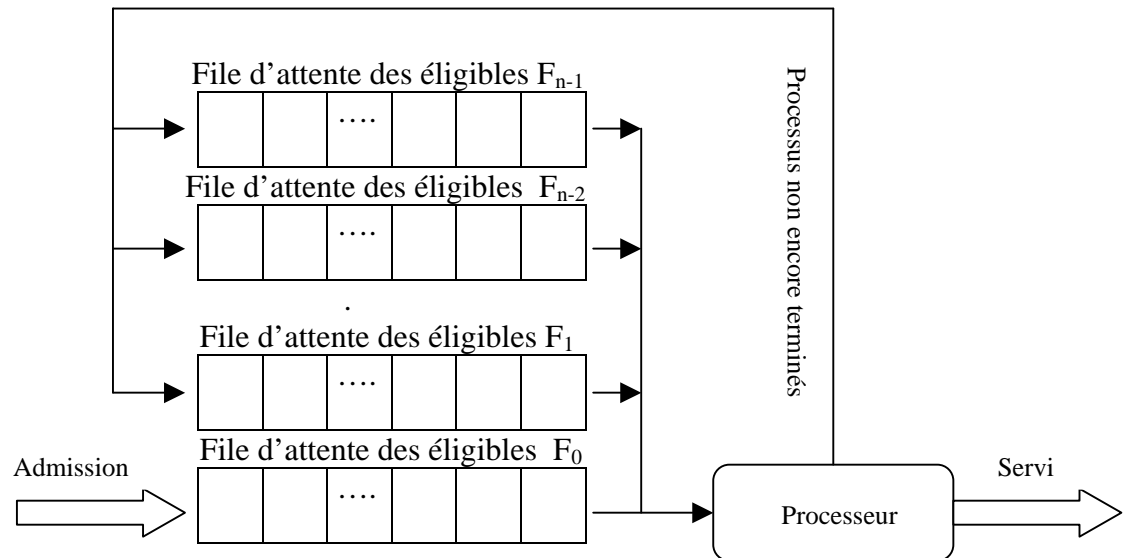 File d'attente des éligibles Fn-1
....
File d'attente des éligibles Fn-2
....
.
File d'attente des éligibles F1
....
File d'attente des éligibles F0
....
Admission
Processus non encore terminés
Processeur
Servi